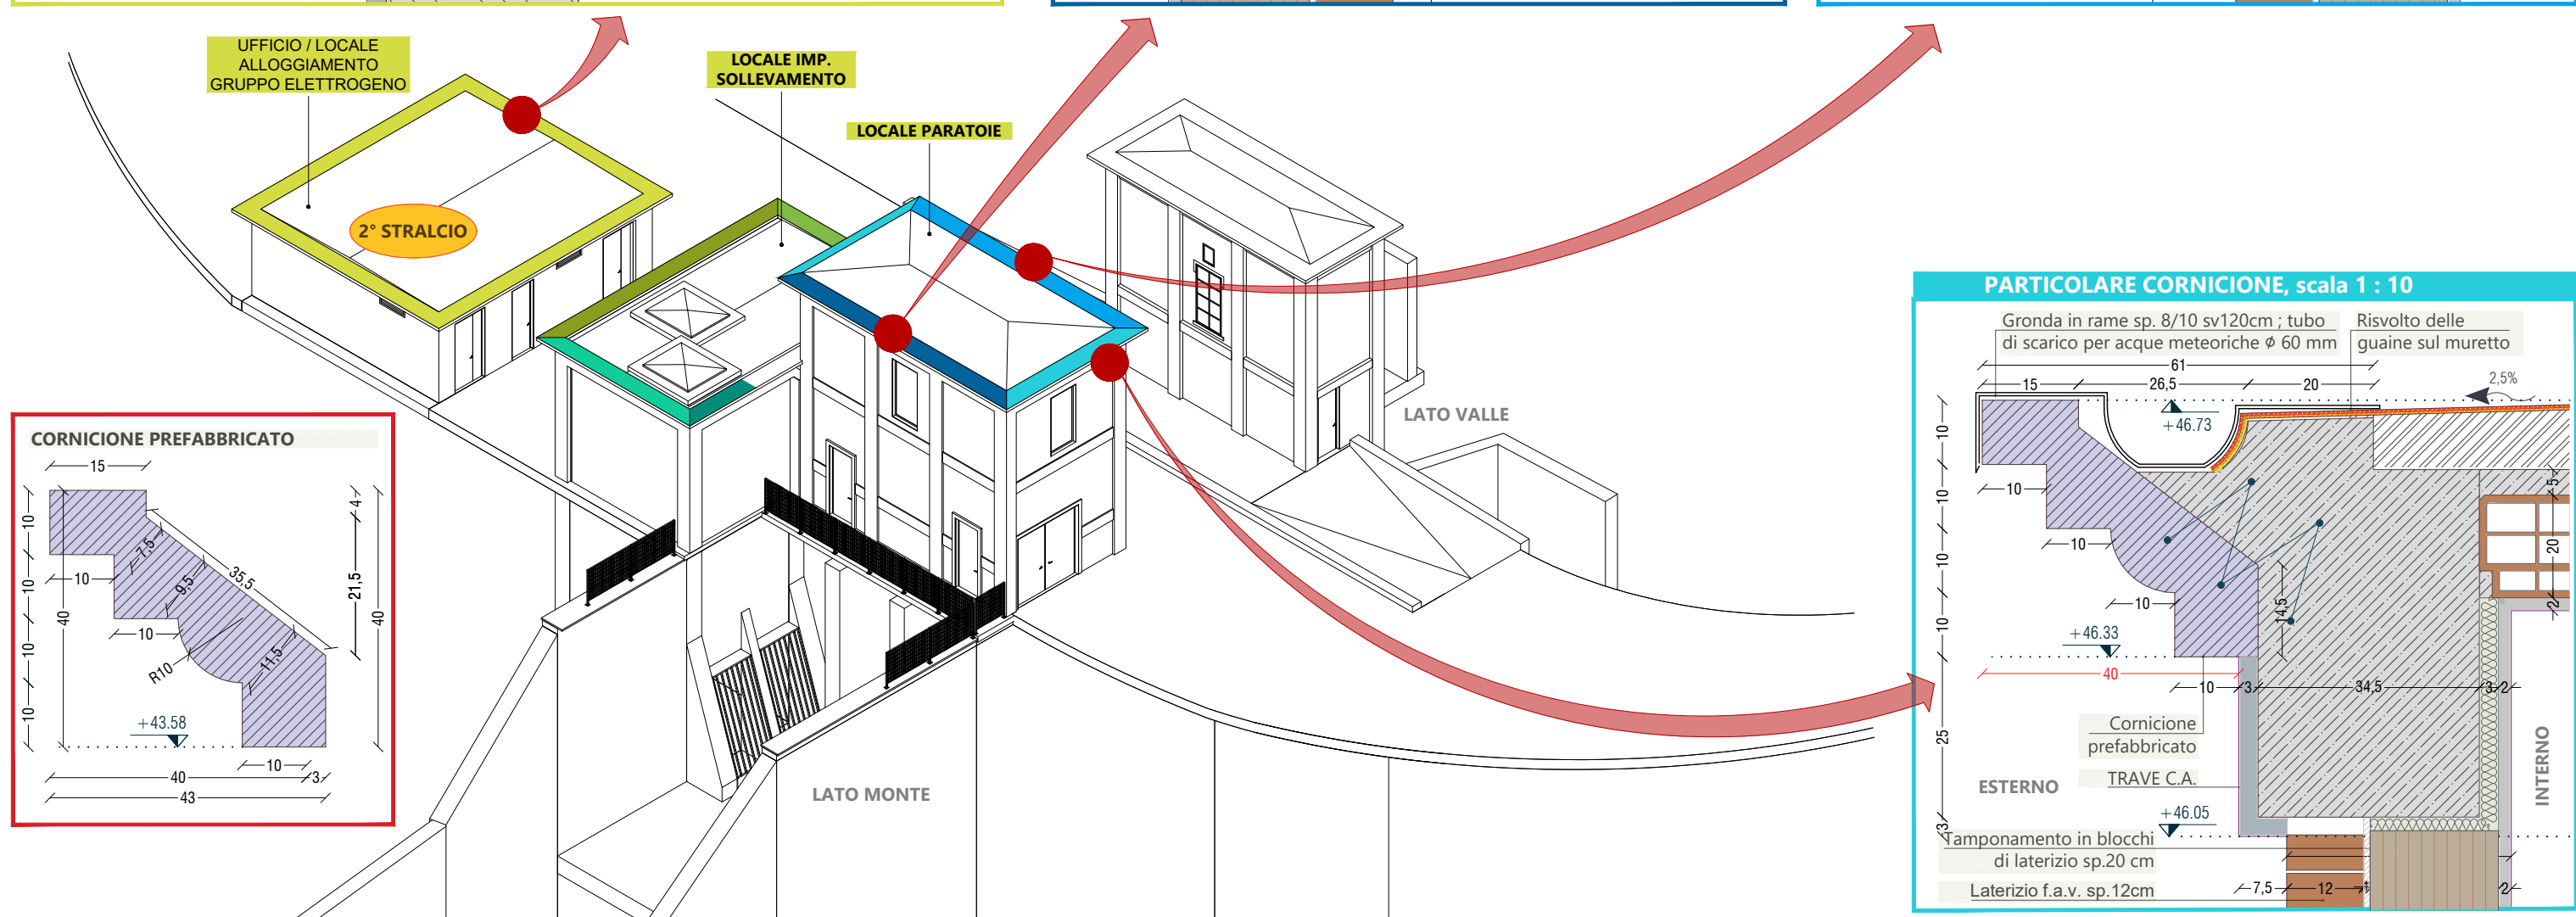 UFFICIO / LOCALE
ALLOGGIAMENTO
GRUPPO ELETTROGENO
LOCALE IMP.
SOLLEVAMENTO
LOCALE PARATOIE
2° STRALCIO
LATO VALLE
LATO MONTE
CORNICIONE PREFABBRICATO
15
10
10
10
10
40
10
10
7,5
9,5
35,5
11,5
R10
4
21,5
40
+43.58
10
40
3
43
PARTICOLARE CORNICIONE, scala 1 : 10
Gronda in rame sp. 8/10 sv120cm ; tubo
di scarico per acque meteoriche ϕ 60 mm
Risvolto delle
guaine sul muretto
61
15
26,5
20
2,5%
+46.73
10
10
10
10
25
3
10
10
10
14,5
5
20
2
+46.33
40
10
3
34,5
3
2
Cornicione
prefabbricato
TRAVE C.A.
ESTERNO
INTERNO
+46.05
Tamponamento in blocchi
di laterizio sp.20 cm
Laterizio f.a.v. sp.12cm
7,5
12
2